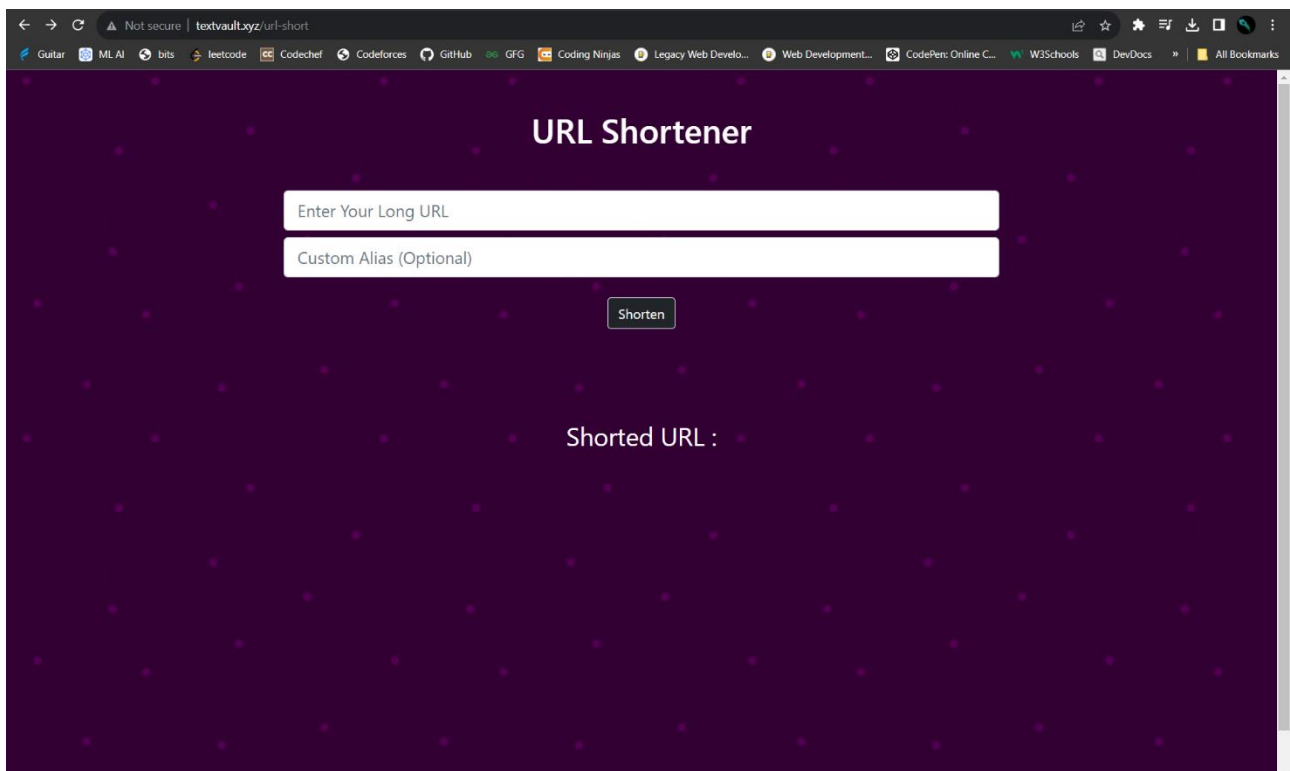 Not secure textvault.xyz/url-short
Guitar ML AI bits leetcode CC Codechef Codeforces GitHub GFG Coding Ninjas Legacy Web Develo... Web Development... CodePen: Online C... W3Schools DevDocs » All Bookmarks
URL Shortener
Enter Your Long URL
Custom Alias (Optional)
Shorten
Shorted URL :